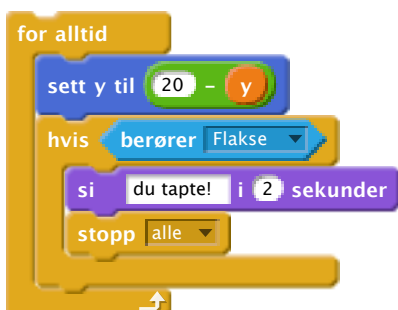 for alltid
sett y til 20 - y
hvis berører Flakse
si du tapte! i 2 sekunder
stopp alle